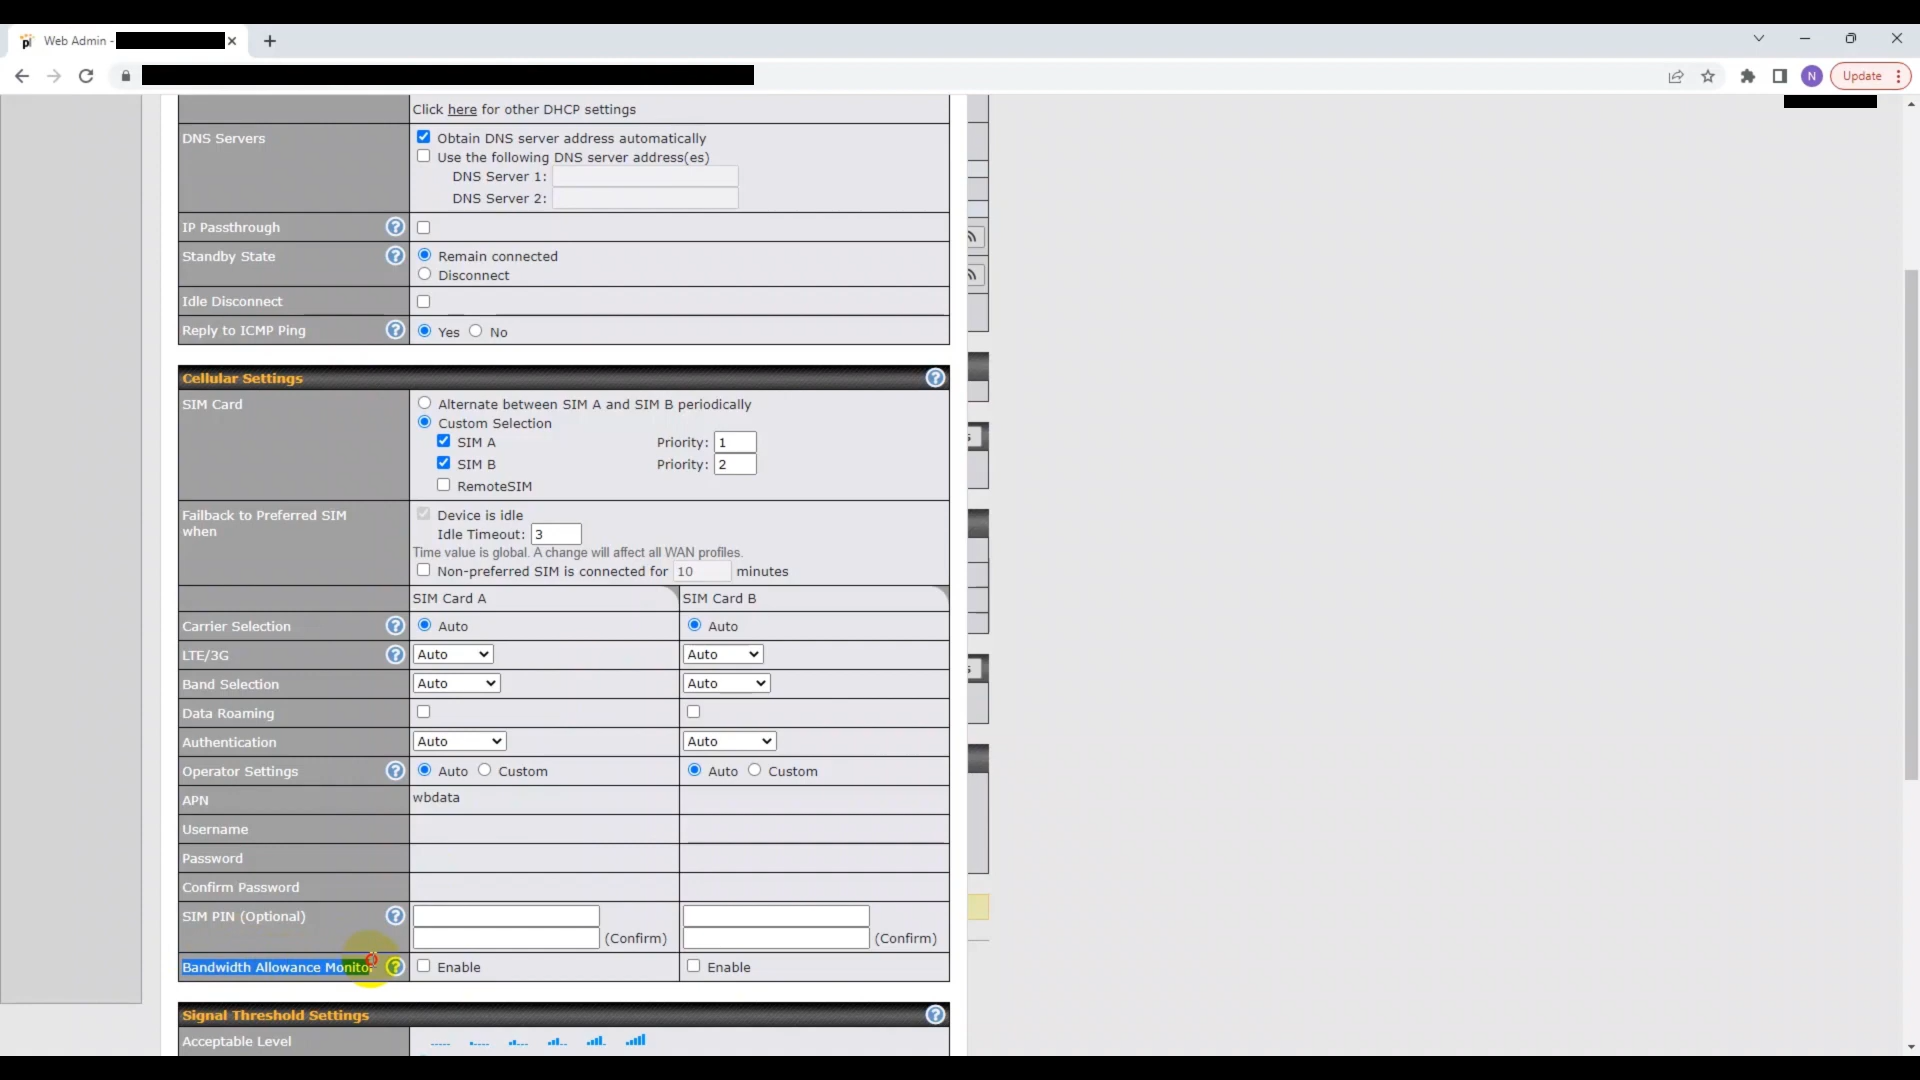 Web Admin -
N
Update
Click here for other DHCP settings
DNS Servers
Obtain DNS server address automatically
Use the following DNS server address(es)
DNS Server 1:
DNS Server 2:
IP Passthrough
Standby State
Remain connected
Disconnect
Idle Disconnect
Reply to ICMP Ping
Yes No
Cellular Settings
SIM Card
Alternate between SIM A and SIM B periodically
Custom Selection
SIM A Priority: 1
SIM B Priority: 2
RemoteSIM
Failback to Preferred SIM when
Device is idle
Idle Timeout: 3
Time value is global. A change will affect all WAN profiles.
Non-preferred SIM is connected for 10 minutes
SIM Card A SIM Card B
Carrier Selection Auto Auto
LTE/3G Auto Auto
Band Selection Auto Auto
Data Roaming
Authentication Auto Auto
Operator Settings Auto Custom Auto Custom
APN wbdata
Username
Password
Confirm Password
SIM PIN (Optional)
(Confirm) (Confirm)
Bandwidth Allowance Monitor Enable Enable
Signal Threshold Settings
Acceptable Level